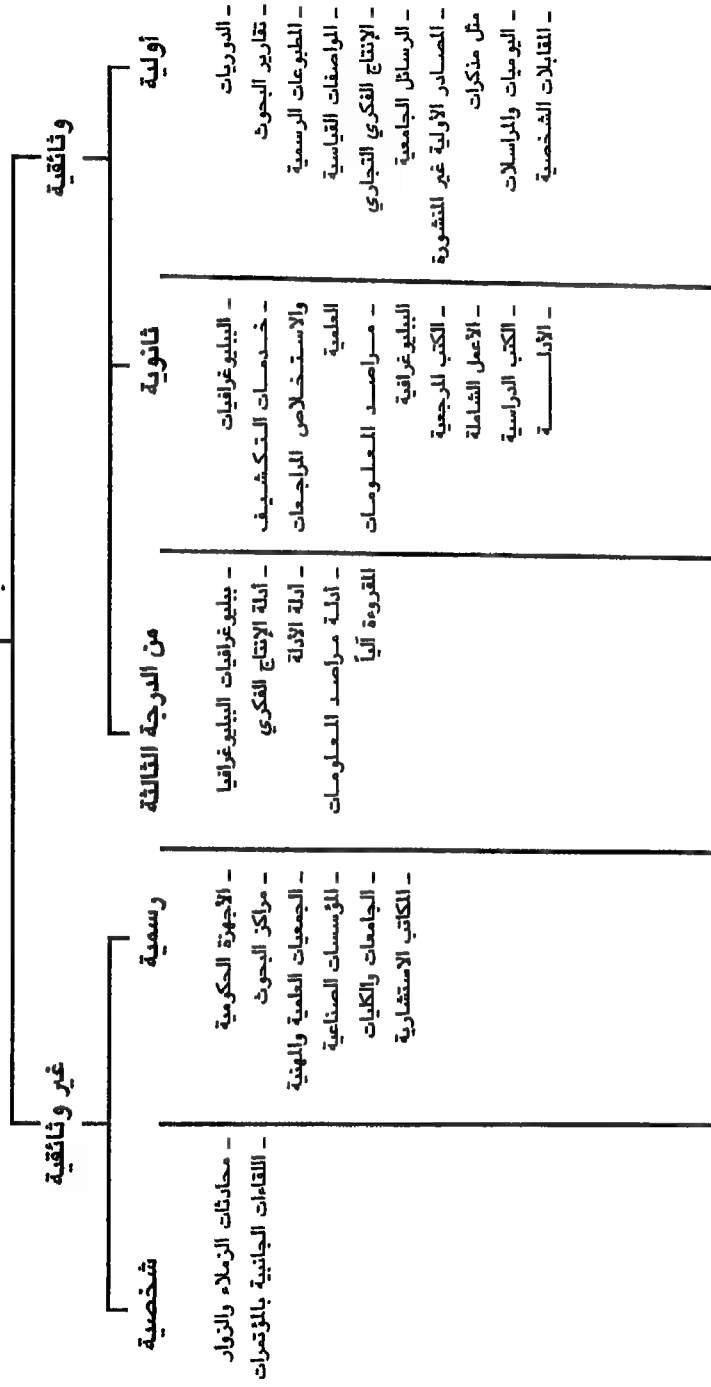 وثائقية
غير وثائقية
أولية
ثانوية
من الدرجة الثالثة
رسمية
شخصية
- الدوريات
- تقارير البحوث
- المطبوعات الرسمية
- المواصفات القياسية
- الإنتاج الفكري التجاري
- الرسائل الجامعية
- المصادر الأولية غير المنشورة
مثل مذكرات
- اليوميات والمراسلات
- المقابلات الشخصية
- الببليوغرافيات
- خدمات التكشيف
والاستخلاص المراجعات
العلمية
- مراصد المعلومات
الببليوغرافية
- الكتب المرجعية
- الأعمل الشاملة
- الكتب الدراسية
- الأدلـــــــة
- ببليوغرافيات الببليوغرافيا
- أدلة الإنتاج الفكري
- أدلة الأدلة
- أدلة مراصد المعلومات
المقروءة آلياً
- الأجهزة الحكومية
- مراكز البحوث
- الجمعيات العلمية والمهنية
- المؤسسات الصناعية
- الجامعات والكليات
- المكاتب الاستشارية
- محادثات الزملاء والزوار
- اللقاءات الجانبية بالمؤتمرات